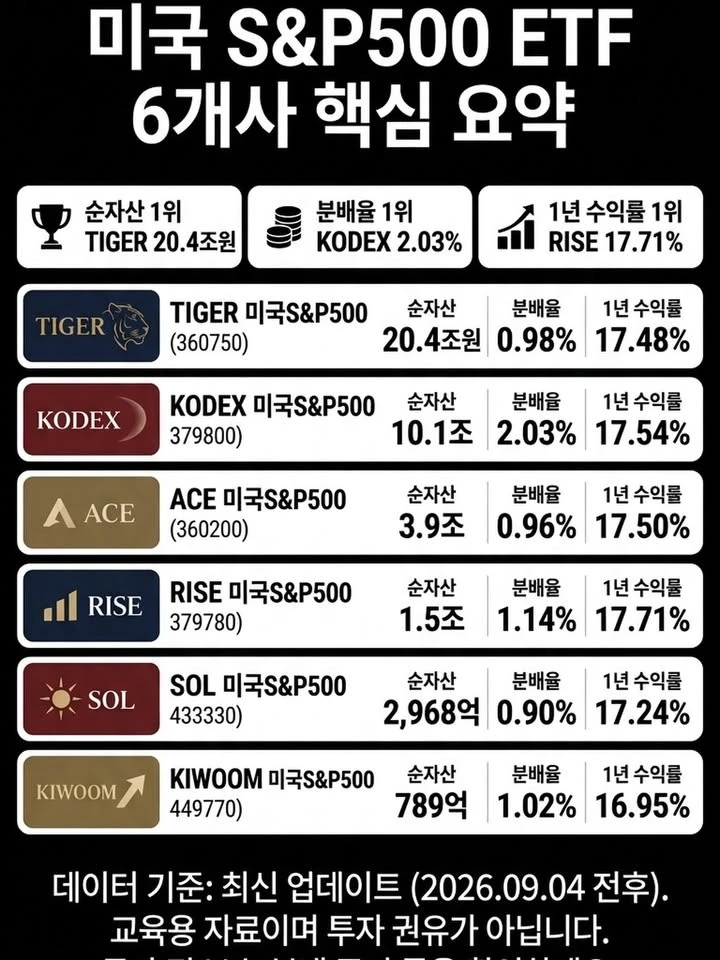 미국 S&P500 ETF
6개사 핵심 요약
순자산 1위
TIGER 20.4조원
분배율 1위
KODEX 2.03%
1년 수익률 1위
RISE 17.71%
TIGER
TIGER 미국S&P500
(360750)
순자산
20.4조원
분배율
0.98%
1년 수익률
17.48%
KODEX
KODEX 미국S&P500
379800)
순자산
10.1조
분배율
2.03%
1년 수익률
17.54%
ACE
ACE 미국S&P500
(360200)
순자산
3.9조
분배율
0.96%
1년 수익률
17.50%
RISE
RISE 미국S&P500
379780)
순자산
1.5조
분배율
1.14%
1년 수익률
17.71%
SOL
SOL 미국S&P500
433330)
순자산
2,968억
분배율
0.90%
1년 수익률
17.24%
KIWOOM
KIWOOM 미국S&P500
449770)
순자산
789억
분배율
1.02%
1년 수익률
16.95%
데이터 기준: 최신 업데이트 (2026.09.04 전후).
교육용 자료이며 투자 권유가 아닙니다.